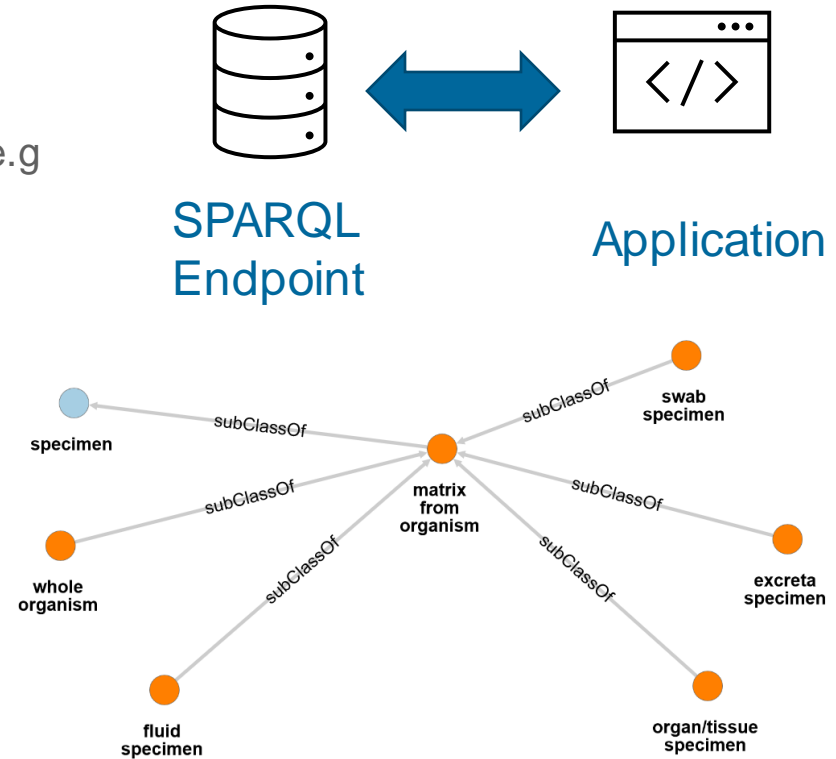 e.g
SPARQL
Endpoint
Application
</>
subClassOf
swab
specimen
specimen
subClassOf
matrix
from
organism
subClassOf
subClassOf
whole
organism
subClassOf
subClassOf
excreta
specimen
fluid
specimen
organ/tissue
specimen